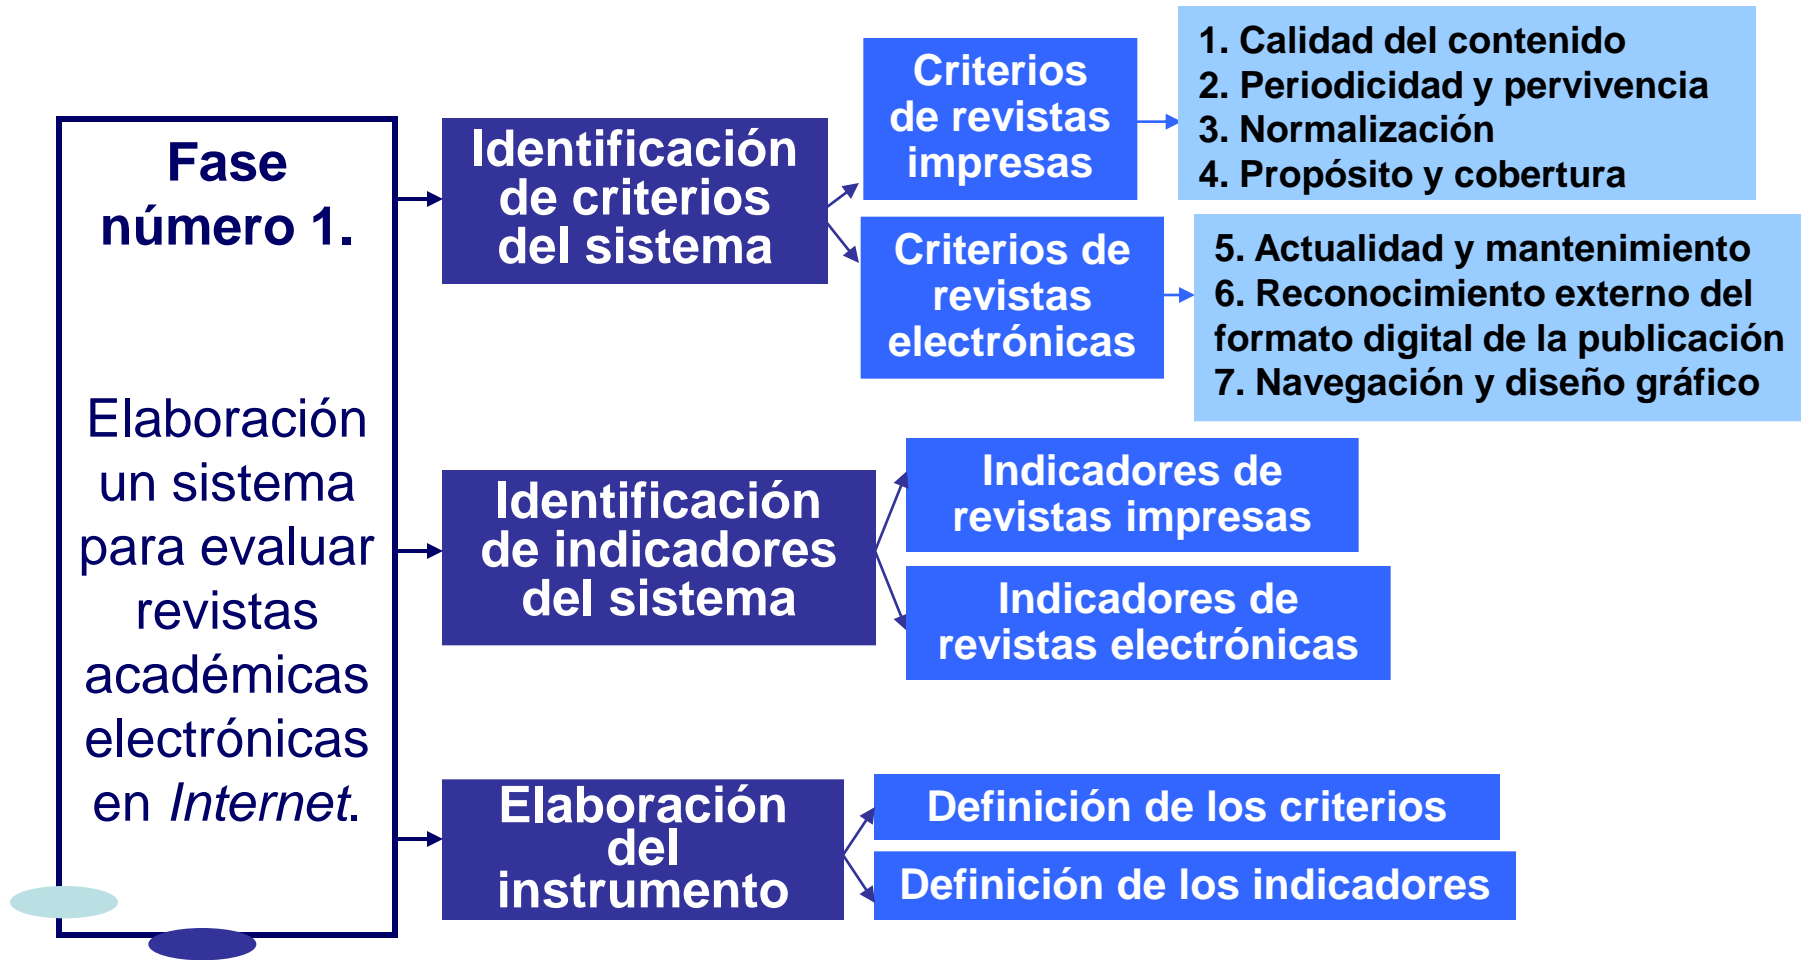 Fase
número 1.
Elaboración
un sistema
para evaluar
revistas
académicas
electrónicas
en Internet.
Identificación
de criterios
del sistema
Criterios
de revistas
impresas
1. Calidad del contenido
2. Periodicidad y pervivencia
3. Normalización
4. Propósito y cobertura
Criterios de
revistas
electrónicas
5. Actualidad y mantenimiento
6. Reconocimiento externo del
formato digital de la publicación
7. Navegación y diseño gráfico
Identificación
de indicadores
del sistema
Indicadores de
revistas impresas
Indicadores de
revistas electrónicas
Elaboración
del
instrumento
Definición de los criterios
Definición de los indicadores